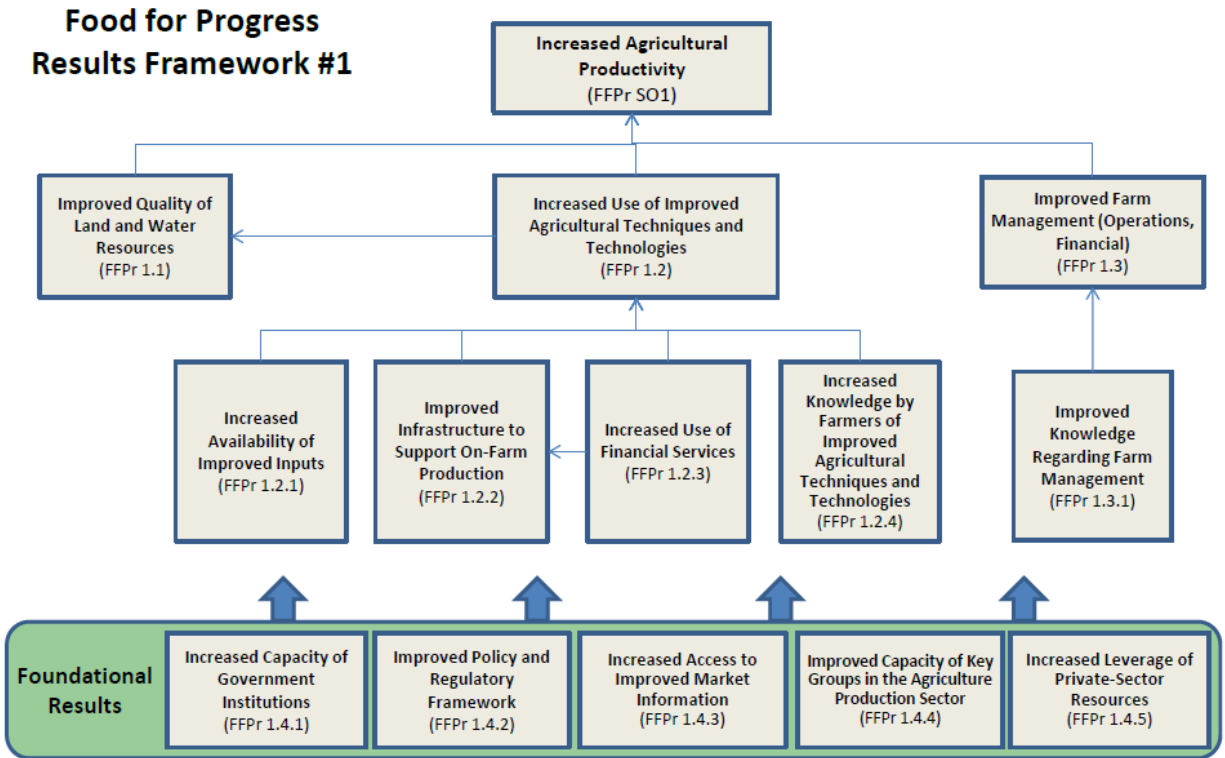 Food for Progress
Results Framework #1
Increased Agricultural
Productivity
(FFPr SO1)
Improved Quality of
Land and Water
Resources
(FFPr 1.1)
Increased Use of Improved
Agricultural Techniques and
Technologies
(FFPr 1.2)
Improved Farm
Management (Operations,
Financial)
(FFPr 1.3)
Increased
Availability of
Improved Inputs
(FFPr 1.2.1)
Improved
Infrastructure to
Support On-Farm
Production
(FFPr 1.2.2)
Increased Use of
Financial Services
(FFPr 1.2.3)
Increased
Knowledge by
Farmers of
Improved
Agricultural
Techniques and
Technologies
(FFPr 1.2.4)
Improved
Knowledge
Regarding Farm
Management
(FFPr 1.3.1)
Foundational
Results
Increased Capacity of
Government
Institutions
(FFPr 1.4.1)
Improved Policy and
Regulatory
Framework
(FFPr 1.4.2)
Increased Access to
Improved Market
Information
(FFPr 1.4.3)
Improved Capacity of Key
Groups in the Agriculture
Production Sector
(FFPr 1.4.4)
Increased Leverage of
Private-Sector
Resources
(FFPr 1.4.5)